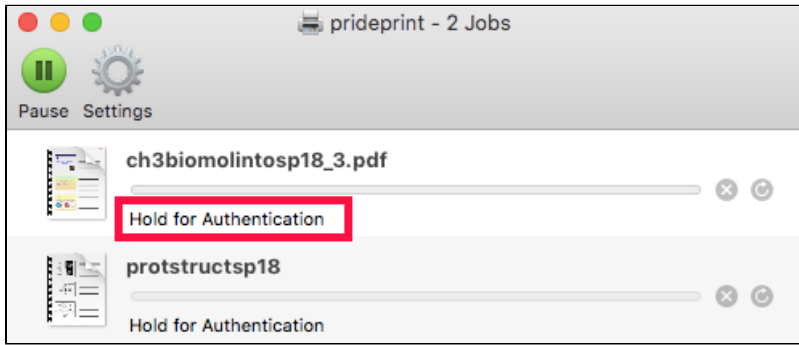 prideprint - 2 Jobs
Pause Settings
ch3biomolintosp18_3.pdf
Hold for Authentication
protstructsp18
Hold for Authentication